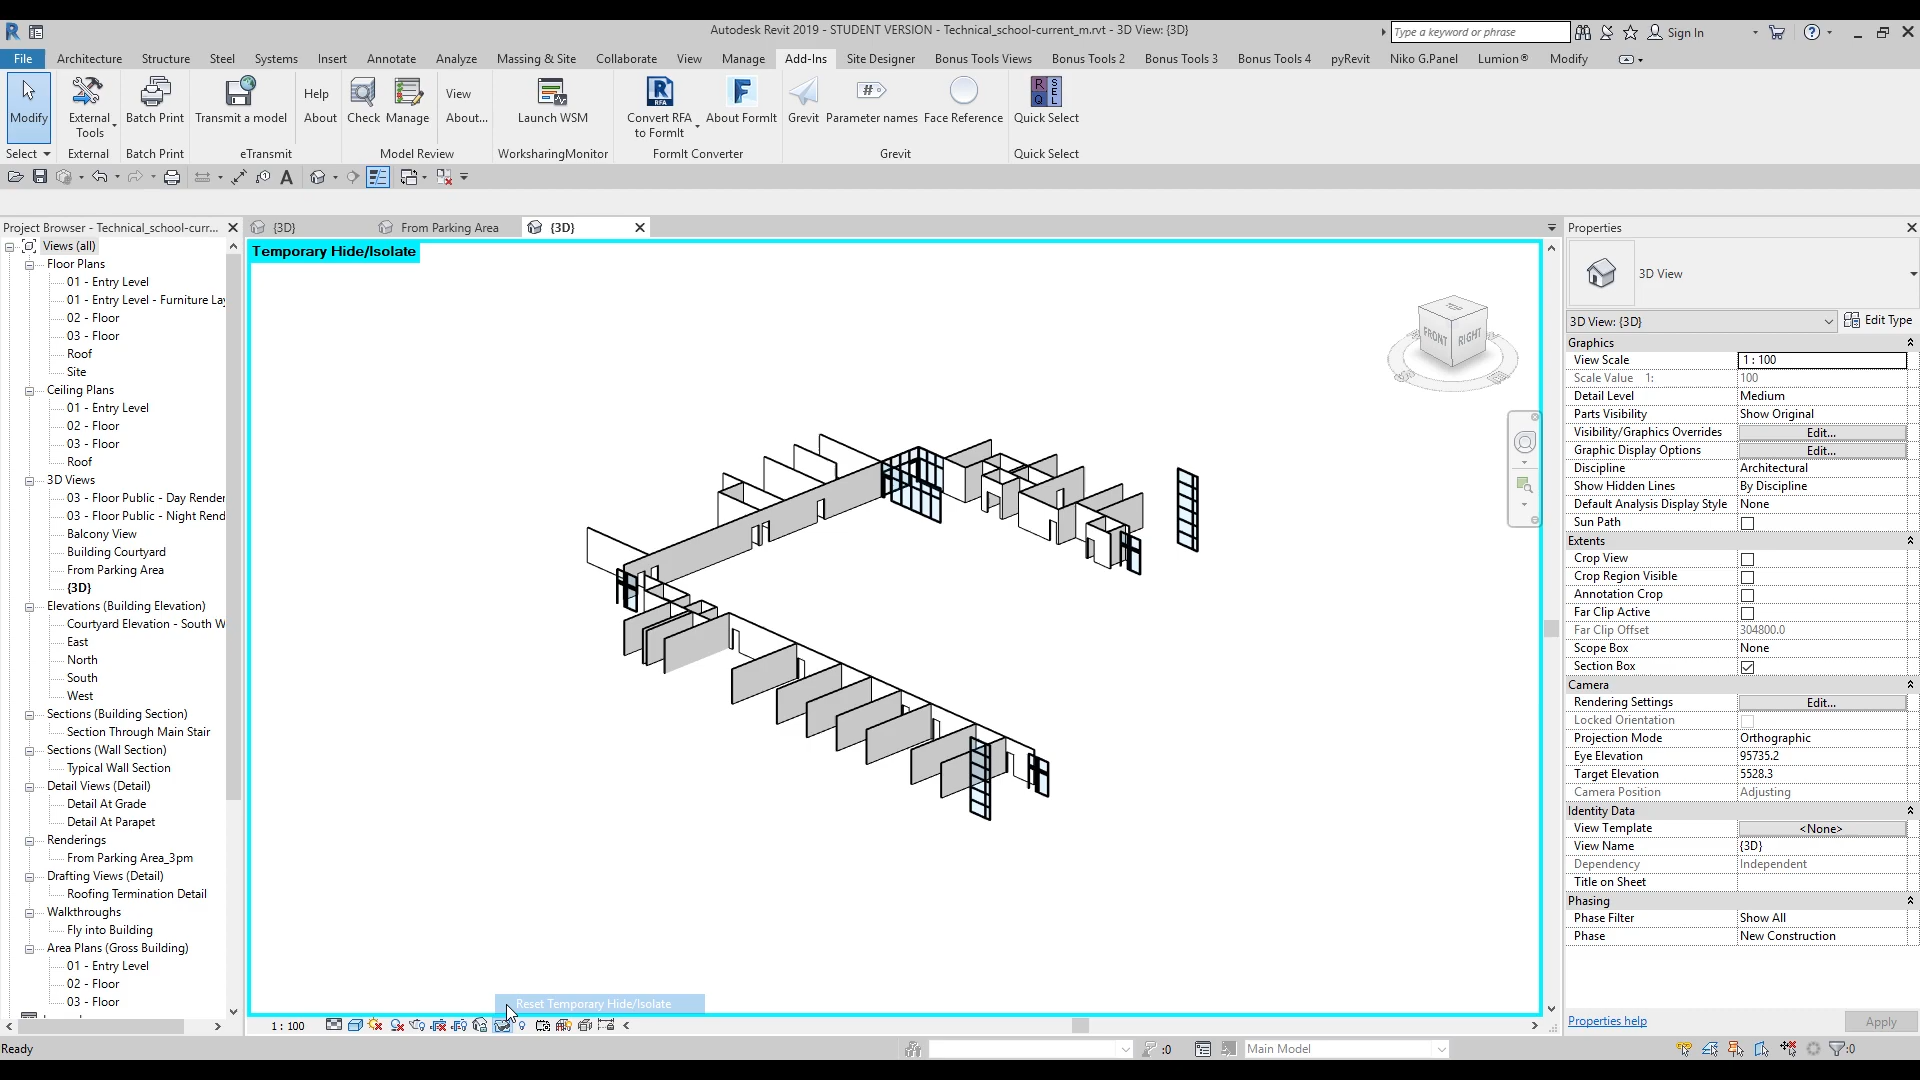 Autodesk Revit 2019 - STUDENT VERSION - Technical_school-current_m.rvt - 3D View: {3D}
Type a keyword or phrase
Sign In
File Architecture Structure Steel Systems Insert Annotate Analyze Massing & Site Collaborate View Manage Add-Ins Site Designer Bonus Tools Views Bonus Tools 2 Bonus Tools 3 Bonus Tools 4 pyRevit Niko G.Panel Lumion® Modify
Modify
External Tools
Batch Print
Transmit a model
Help
About
Check
Manage
View
About...
Launch WSM
Convert RFA to FormIt
About FormIt
Grevit
Parameter names
Face Reference
Quick Select
Select External Batch Print eTransmit Model Review WorksharingMonitor FormIt Converter Grevit Quick Select
Project Browser - Technical_school-curr...
Views (all)
Floor Plans
01 - Entry Level
01 - Entry Level - Furniture Lay
02 - Floor
03 - Floor
Roof
Site
Ceiling Plans
01 - Entry Level
02 - Floor
03 - Floor
Roof
3D Views
03 - Floor Public - Day Render
03 - Floor Public - Night Rend
Balcony View
Building Courtyard
From Parking Area
{3D}
Elevations (Building Elevation)
Courtyard Elevation - South W
East
North
South
West
Sections (Building Section)
Section Through Main Stair
Sections (Wall Section)
Typical Wall Section
Detail Views (Detail)
Detail At Grade
Detail At Parapet
Renderings
From Parking Area_3pm
Drafting Views (Detail)
Roofing Termination Detail
Walkthroughs
Fly into Building
Area Plans (Gross Building)
01 - Entry Level
02 - Floor
03 - Floor
{3D} From Parking Area {3D}
Temporary Hide/Isolate
TOP
FRONT RIGHT
Reset Temporary Hide/Isolate
1 : 100
Properties
3D View
3D View: {3D} Edit Type
Graphics
View Scale 1 : 100
Scale Value 1: 100
Detail Level Medium
Parts Visibility Show Original
Visibility/Graphics Overrides Edit...
Graphic Display Options Edit...
Discipline Architectural
Show Hidden Lines By Discipline
Default Analysis Display Style None
Sun Path
Extents
Crop View
Crop Region Visible
Annotation Crop
Far Clip Active
Far Clip Offset 304800.0
Scope Box None
Section Box
Camera
Rendering Settings Edit...
Locked Orientation
Projection Mode Orthographic
Eye Elevation 95735.2
Target Elevation 5528.3
Camera Position Adjusting
Identity Data
View Template <None>
View Name {3D}
Dependency Independent
Title on Sheet
Phasing
Phase Filter Show All
Phase New Construction
Properties help Apply
Ready
:0
Main Model
:0